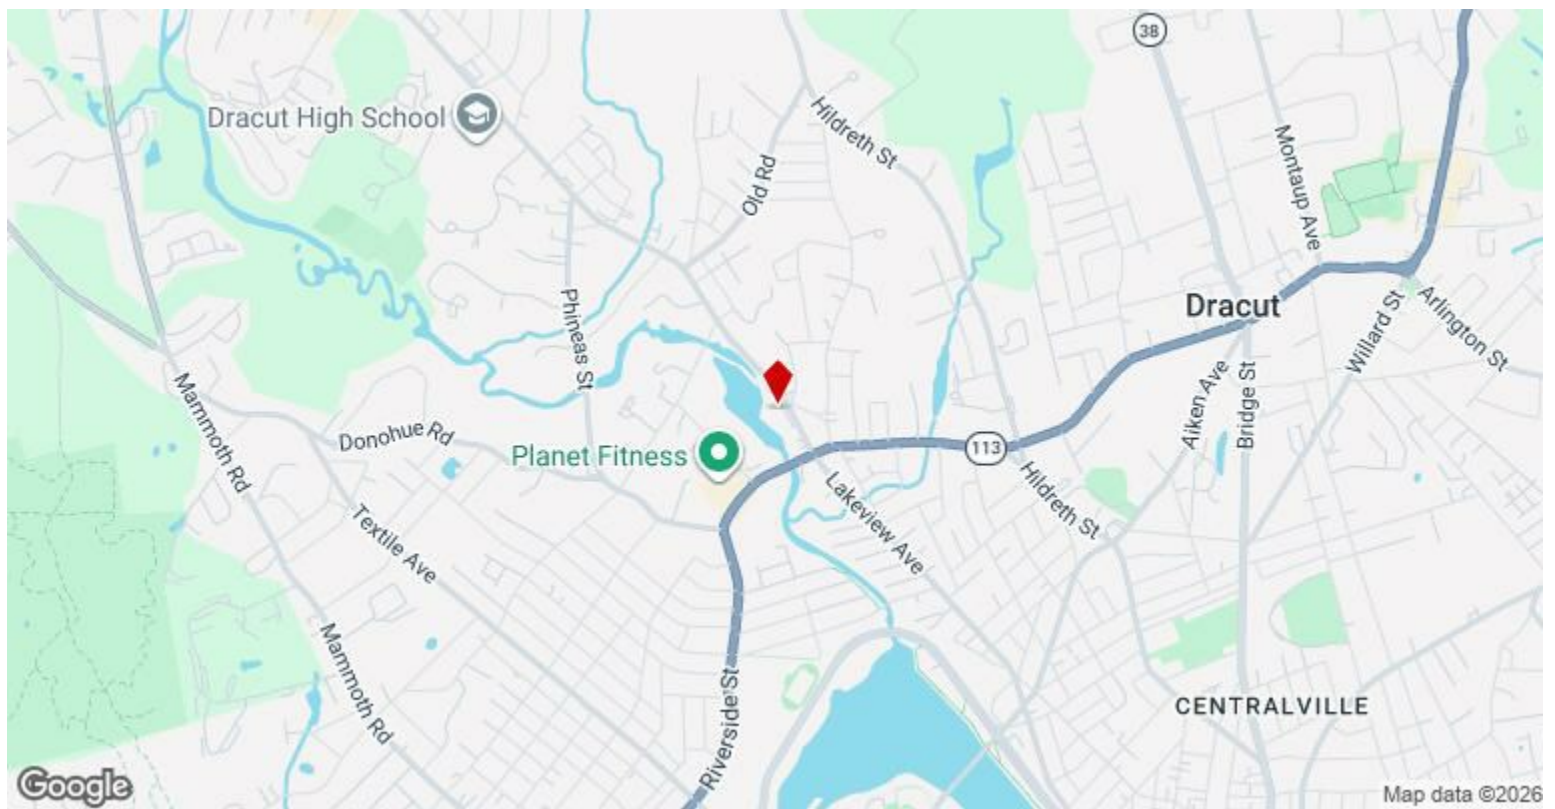 38
Dracut High School
Hildreth St
Montaup Ave
Old Rd
Phineas St
Dracut
Willard St
Arlington St
Mammoth Rd
Donohue Rd
Planet Fitness
113
Aiken Ave
Bridge St
Lakeview Ave
Hildreth St
Textile Ave
Mammoth Rd
Riverside St
CENTRALVILLE
Google
Map data ©2026